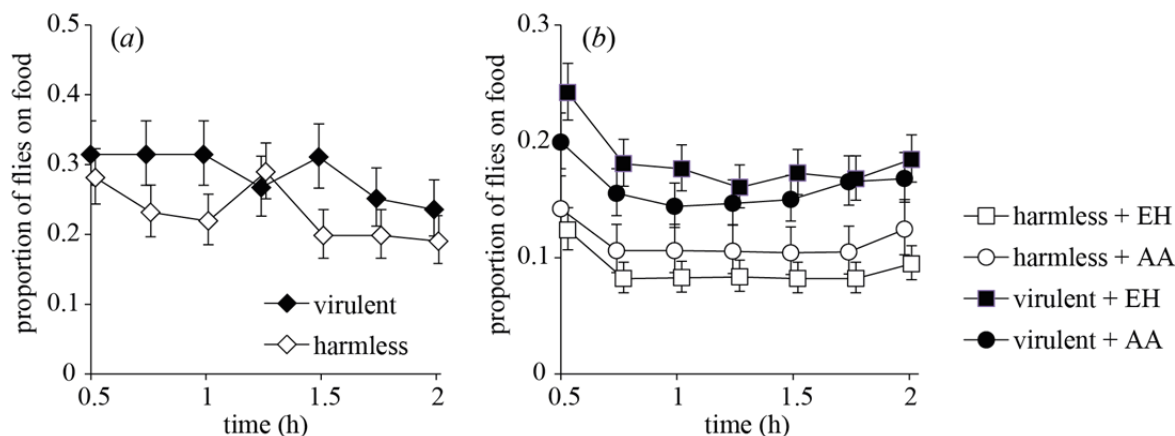 (a)
proportion of flies on food
0.5
0.4
0.3
0.2
0.1
0
virulent
harmless
0.5 1 1.5 2
time (h)
(b)
proportion of flies on food
0.3
0.2
0.1
0
0.5 1 1.5 2
time (h)
harmless + EH
harmless + AA
virulent + EH
virulent + AA